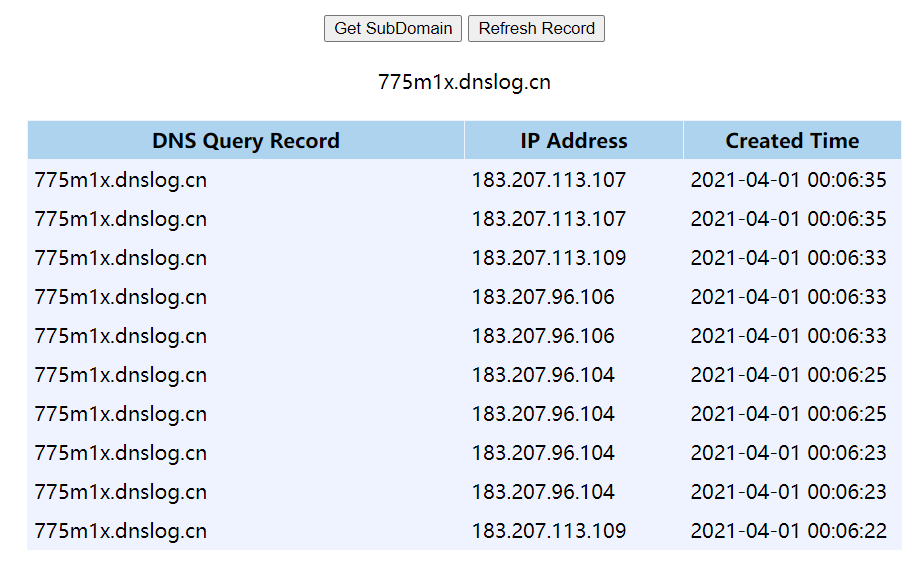 Get SubDomain Refresh Record
775m1x.dnslog.cn
DNS Query Record IP Address Created Time
775m1x.dnslog.cn 183.207.113.107 2021-04-01 00:06:35
775m1x.dnslog.cn 183.207.113.107 2021-04-01 00:06:35
775m1x.dnslog.cn 183.207.113.109 2021-04-01 00:06:33
775m1x.dnslog.cn 183.207.96.106 2021-04-01 00:06:33
775m1x.dnslog.cn 183.207.96.106 2021-04-01 00:06:33
775m1x.dnslog.cn 183.207.96.104 2021-04-01 00:06:25
775m1x.dnslog.cn 183.207.96.104 2021-04-01 00:06:25
775m1x.dnslog.cn 183.207.96.104 2021-04-01 00:06:23
775m1x.dnslog.cn 183.207.96.104 2021-04-01 00:06:23
775m1x.dnslog.cn 183.207.113.109 2021-04-01 00:06:22